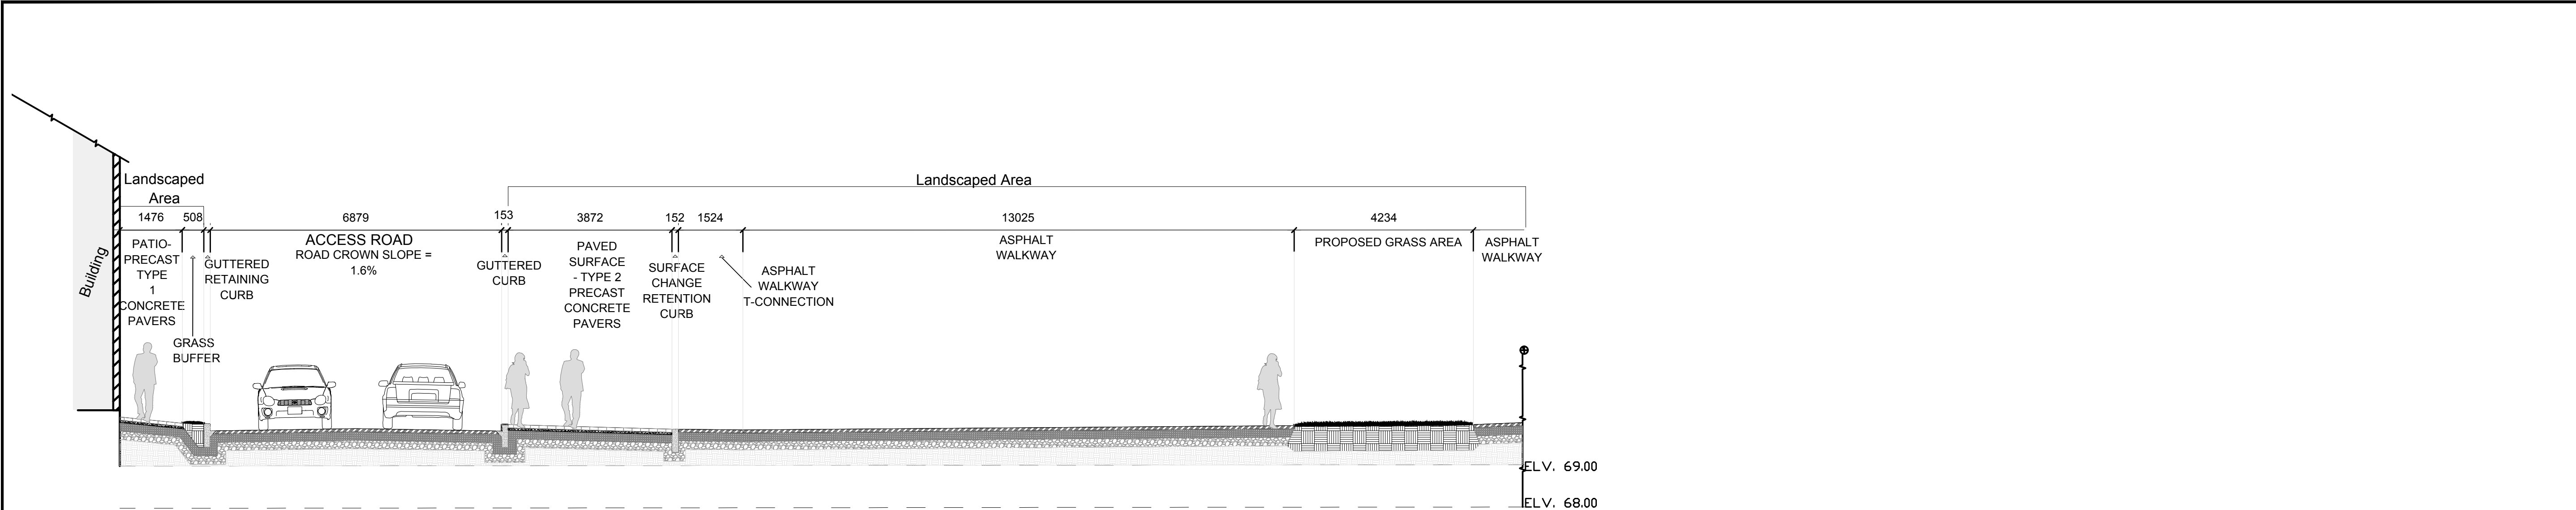 Landscaped
Area
Landscaped Area
1476
508
6879
153
3872
152
1524
13025
4234
Building
PATIO-
PRECAST
TYPE
1
CONCRETE
PAVERS
GRASS
BUFFER
GUTTERED
RETAINING
CURB
ACCESS ROAD
ROAD CROWN SLOPE =
1.6%
GUTTERED
CURB
PAVED
SURFACE
- TYPE 2
PRECAST
CONCRETE
PAVERS
SURFACE
CHANGE
RETENTION
CURB
ASPHALT
WALKWAY
T-CONNECTION
ASPHALT
WALKWAY
PROPOSED GRASS AREA
ASPHALT
WALKWAY
ELV. 69.00
ELV. 68.00